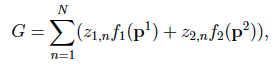 G = \sum_{n=1}^{N} (z_{1,n} f_1(\mathbf{p}^1) + z_{2,n} f_2(\mathbf{p}^2)),